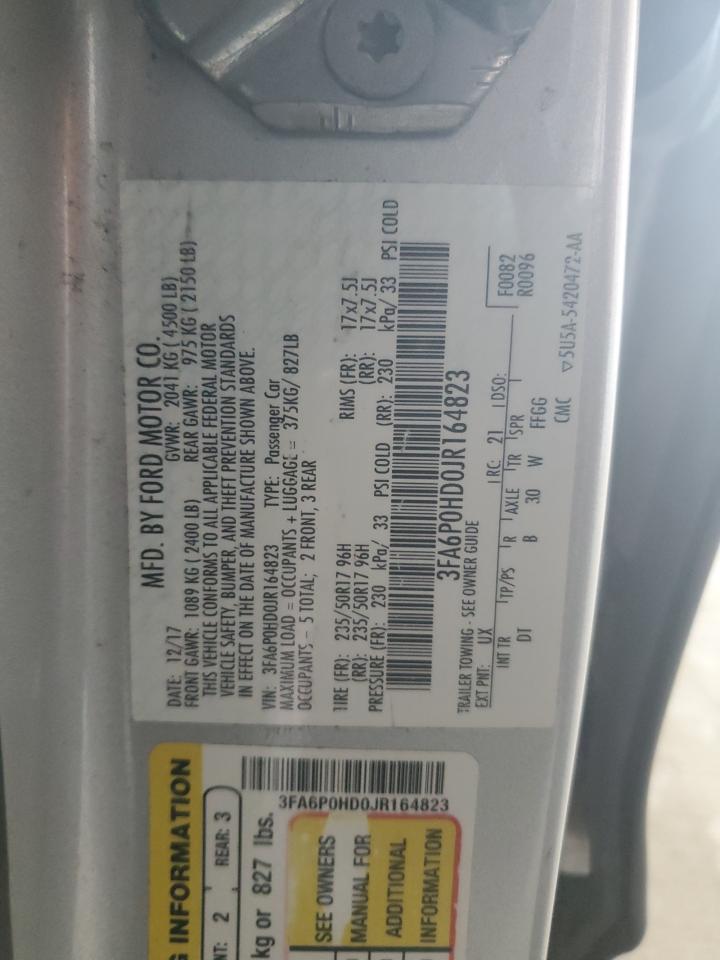 MFD. BY FORD MOTOR CO.
DATE: 12/17 GVWR: 2041 KG ( 4500 LB)
FRONT GAWR: 1089 KG ( 2400 LB) REAR GAWR: 975 KG ( 2150 LB)
THIS VEHICLE CONFORMS TO ALL APPLICABLE FEDERAL MOTOR
VEHICLE SAFETY, BUMPER, AND THEFT PREVENTION STANDARDS
IN EFFECT ON THE DATE OF MANUFACTURE SHOWN ABOVE.
VIN: 3FA6P0HD0JR164823 TYPE: Passenger Car
MAXIMUM LOAD = OCCUPANTS + LUGGAGE = 375KG/ 827LB
OCCUPANTS – 5 TOTAL; 2 FRONT, 3 REAR
TIRE (FR): 235/50R17 96H RIMS (FR): 17x7.5J
(RR): 235/50R17 96H (RR): 17x7.5J
PRESSURE (FR): 230 kPa/ 33 PSI COLD (RR): 230 kPa/ 33 PSI COLD
3FA6P0HD0JR164823
TRAILER TOWING - SEE OWNER GUIDE
EXT PNT: UX RC: 21 DSO: F0082
R0096
INT TR TP/PS R AXLE TR SPR
DT B 30 W FFGG
CMC
▽5U5A-5420472-AA
G INFORMATION
NT: 2 REAR: 3
kg or 827 lbs.
3FA6P0HD0JR164823
SEE OWNERS
MANUAL FOR
ADDITIONAL
INFORMATION